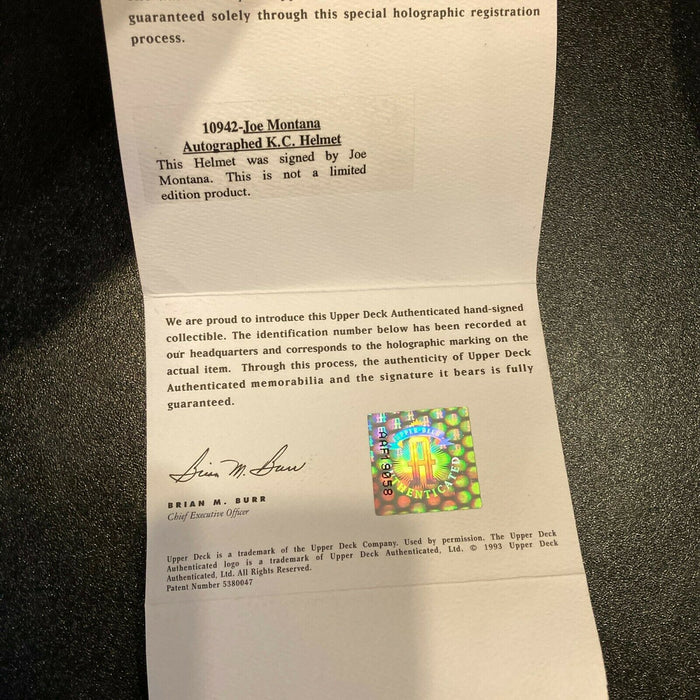 guaranteed solely through this special holographic registration
process.
10942-Joe Montana
Autographed K.C. Helmet
This Helmet was signed by Joe
Montana. This is not a limited
edition product.
We are proud to introduce this Upper Deck Authenticated hand-signed
collectible. The identification number below has been recorded at
our headquarters and corresponds to the holographic marking on the
actual item. Through this process, the authenticity of Upper Deck
Authenticated memorabilia and the signature it bears is fully
guaranteed.
Brian M. Burr
BRIAN M. BURR
Chief Executive Officer
UPPER DECK
AUTHENTICATED
Upper Deck is a trademark of the Upper Deck Company. Used by permission. The Upper Deck
Authenticated logo is a trademark of Upper Deck Authenticated, Ltd. © 1993 Upper Deck
Authenticated, Ltd. All Rights Reserved.
Patent Number 5380047